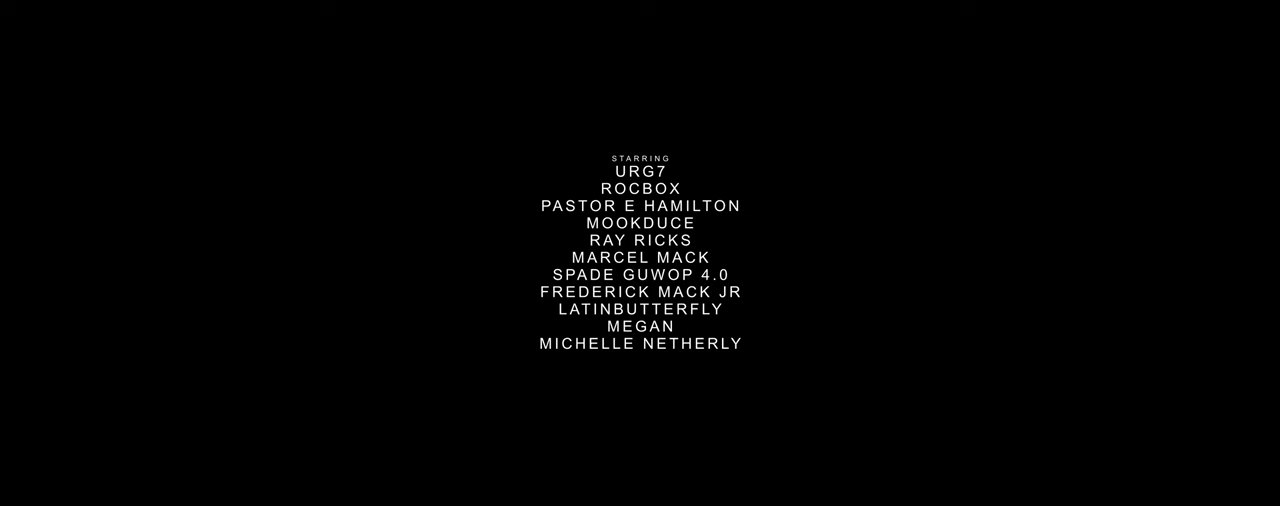 STARRING
URG7
ROCBOX
PASTOR E HAMILTON
MOOKDUCE
RAY RICKS
MARCEL MACK
SPADE GUWOP 4.0
FREDERICK MACK JR
LATINBUTTERFLY
MEGAN
MICHELLE NETHERLY